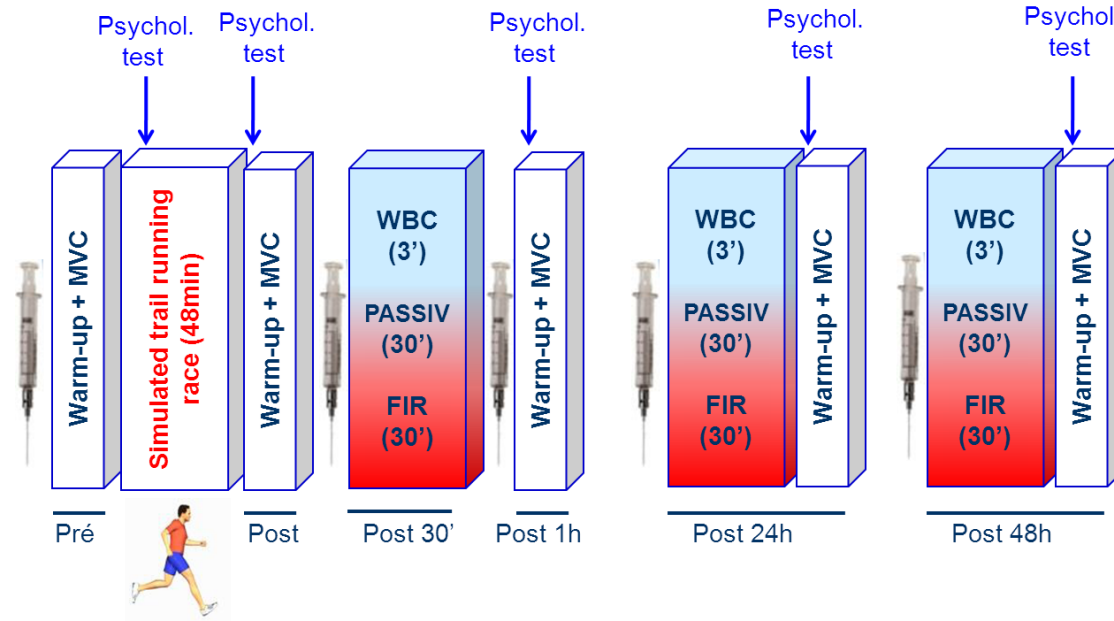 Psychol.
test
Psychol.
test
Psychol.
test
Psychol.
test
Psychol.
test
Warm-up + MVC
Simulated trail running
race (48min)
Warm-up + MVC
WBC
(3’)
PASSIV
(30’)
FIR
(30’)
Warm-up + MVC
WBC
(3’)
PASSIV
(30’)
FIR
(30’)
Warm-up + MVC
WBC
(3’)
PASSIV
(30’)
FIR
(30’)
Warm-up + MVC
Pré
Post
Post 30’
Post 1h
Post 24h
Post 48h